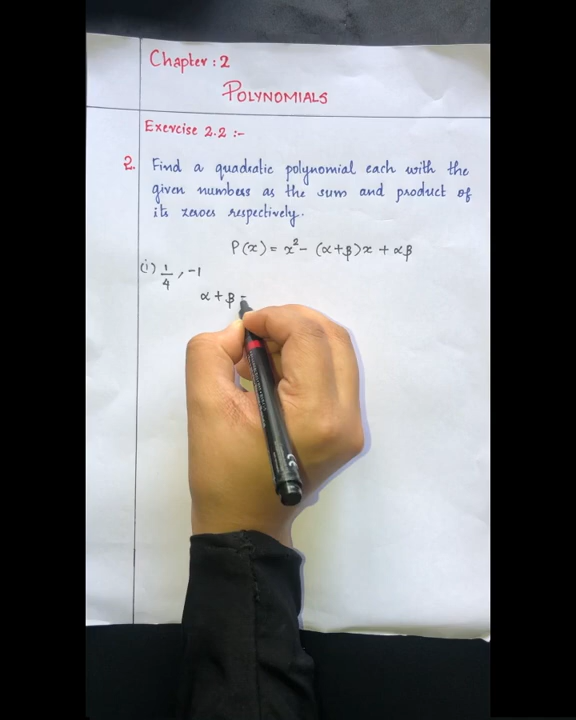 Chapter : 2
POLYNOMIALS
Exercise 2.2 :-
2. Find a quadratic polynomial each with the
given numbers as the sum and product of
its zeroes respectively.
P(x) = x² - (α+β)x + αβ
(i) 1/4 , -1
α + β =